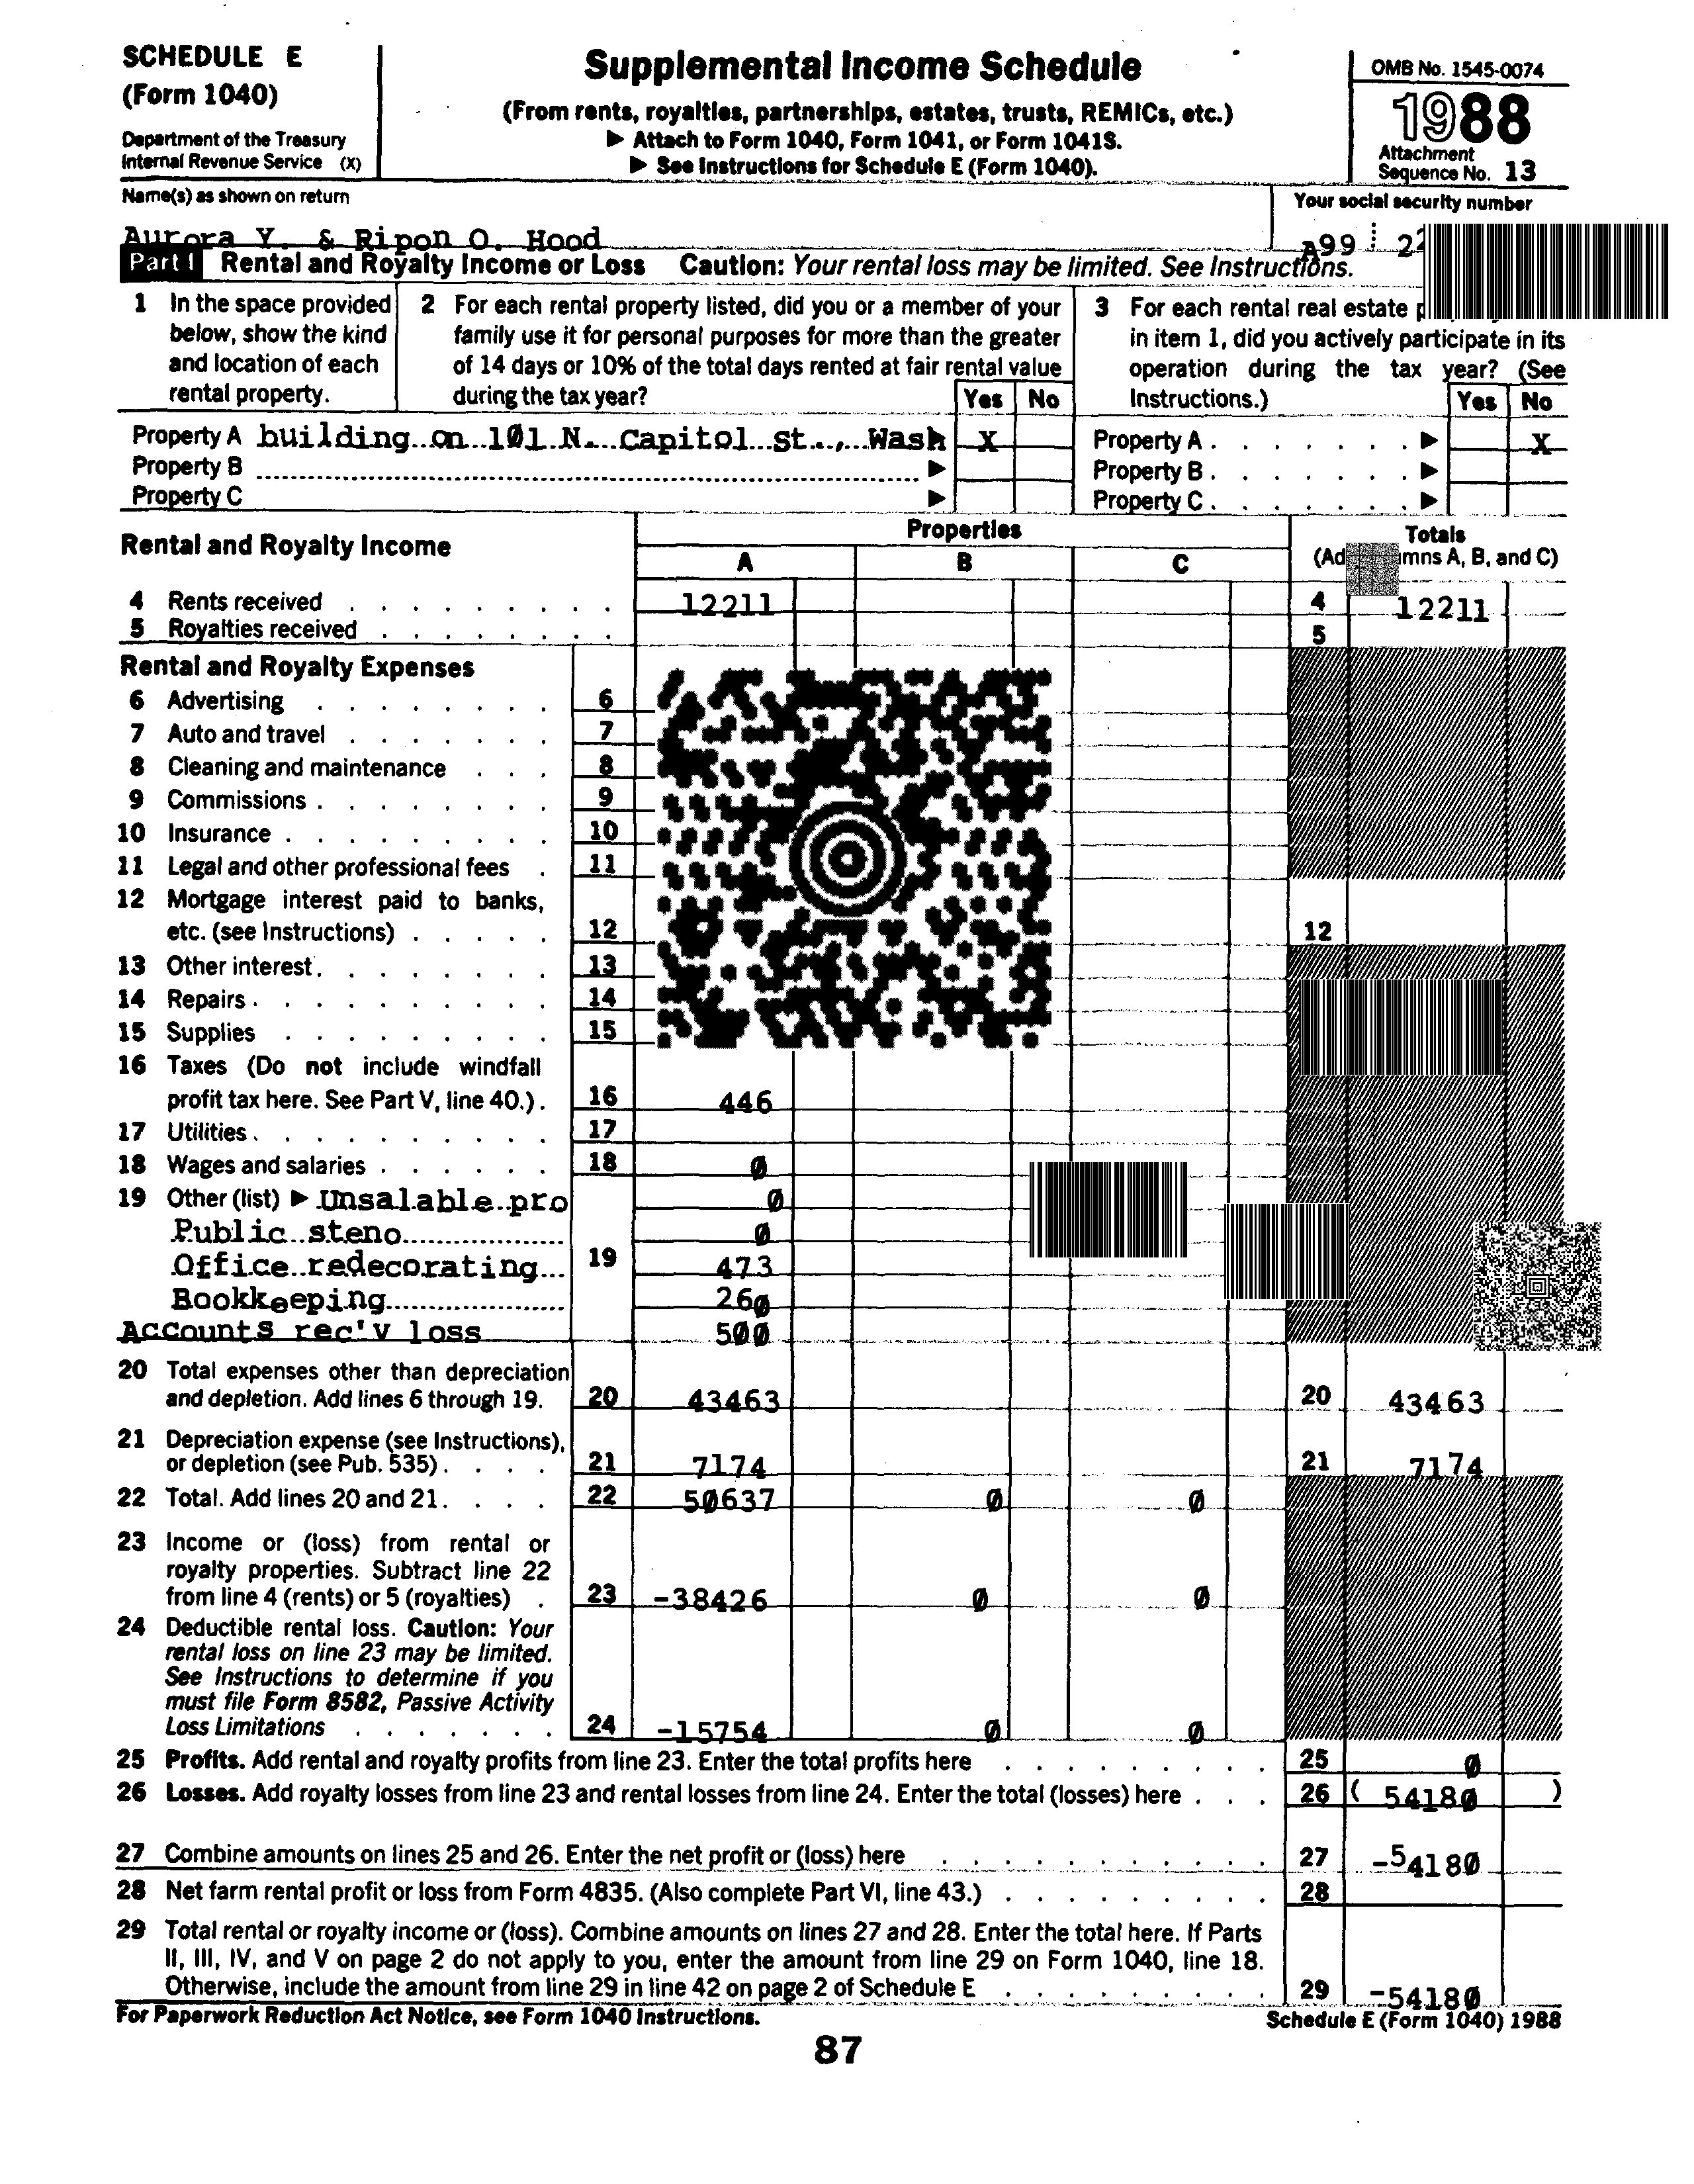 SCHEDULE E
(Form 1040)
Department of the Treasury
Internal Revenue Service (X)
Supplemental Income Schedule
(From rents, royalties, partnerships, estates, trusts, REMICs, etc.)
▶ Attach to Form 1040, Form 1041, or Form 1041S.
▶ See Instructions for Schedule E (Form 1040).
OMB No. 1545-0074
1988
Attachment
Sequence No. 13
Name(s) as shown on return
Your social security number
Aurora Y. & Ripon O. Hood
A99
Part I Rental and Royalty Income or Loss Caution: Your rental loss may be limited. See Instructions.
1 In the space provided
below, show the kind
and location of each
rental property.
2 For each rental property listed, did you or a member of your
family use it for personal purposes for more than the greater
of 14 days or 10% of the total days rented at fair rental value
during the tax year?
Yes No
3 For each rental real estate
in item 1, did you actively participate in its
operation during the tax year? (See
Instructions.)
Yes No
Property A building on 101 N. Capitol st., Wash X
Property A ▶ X
Property B ▶
Property B ▶
Property C ▶
Property C ▶
Rental and Royalty Income
Properties
A B C
Totals
mns A, B, and C)
4 Rents received 12211 4 12211
5 Royalties received 5
Rental and Royalty Expenses
6 Advertising 6
7 Auto and travel 7
8 Cleaning and maintenance 8
9 Commissions 9
10 Insurance 10
11 Legal and other professional fees 11
12 Mortgage interest paid to banks,
etc. (see Instructions) 12 12
13 Other interest 13
14 Repairs 14
15 Supplies 15
16 Taxes (Do not include windfall
profit tax here. See Part V, line 40.) 16 446
17 Utilities 17
18 Wages and salaries 18 0
19 Other (list) ▶ Unsalable pro 0
Public steno 0
Office redecorating 19 473
Bookkeeping 260
Accounts rec'v loss 500
20 Total expenses other than depreciation
and depletion. Add lines 6 through 19. 20 43463 20 43463
21 Depreciation expense (see Instructions),
or depletion (see Pub. 535) 21 7174 21 7174
22 Total. Add lines 20 and 21 22 50637 0 0
23 Income or (loss) from rental or
royalty properties. Subtract line 22
from line 4 (rents) or 5 (royalties) 23 -38426 0 0
24 Deductible rental loss. Caution: Your
rental loss on line 23 may be limited.
See Instructions to determine if you
must file Form 8582, Passive Activity
Loss Limitations 24 -15754 0 0
25 Profits. Add rental and royalty profits from line 23. Enter the total profits here 25 0
26 Losses. Add royalty losses from line 23 and rental losses from line 24. Enter the total (losses) here 26 ( 54180 )
27 Combine amounts on lines 25 and 26. Enter the net profit or (loss) here 27 -54180
28 Net farm rental profit or loss from Form 4835. (Also complete Part VI, line 43.) 28
29 Total rental or royalty income or (loss). Combine amounts on lines 27 and 28. Enter the total here. If Parts
II, III, IV, and V on page 2 do not apply to you, enter the amount from line 29 on Form 1040, line 18.
Otherwise, include the amount from line 29 in line 42 on page 2 of Schedule E 29 -54180
For Paperwork Reduction Act Notice, see Form 1040 Instructions.
Schedule E (Form 1040) 1988
87